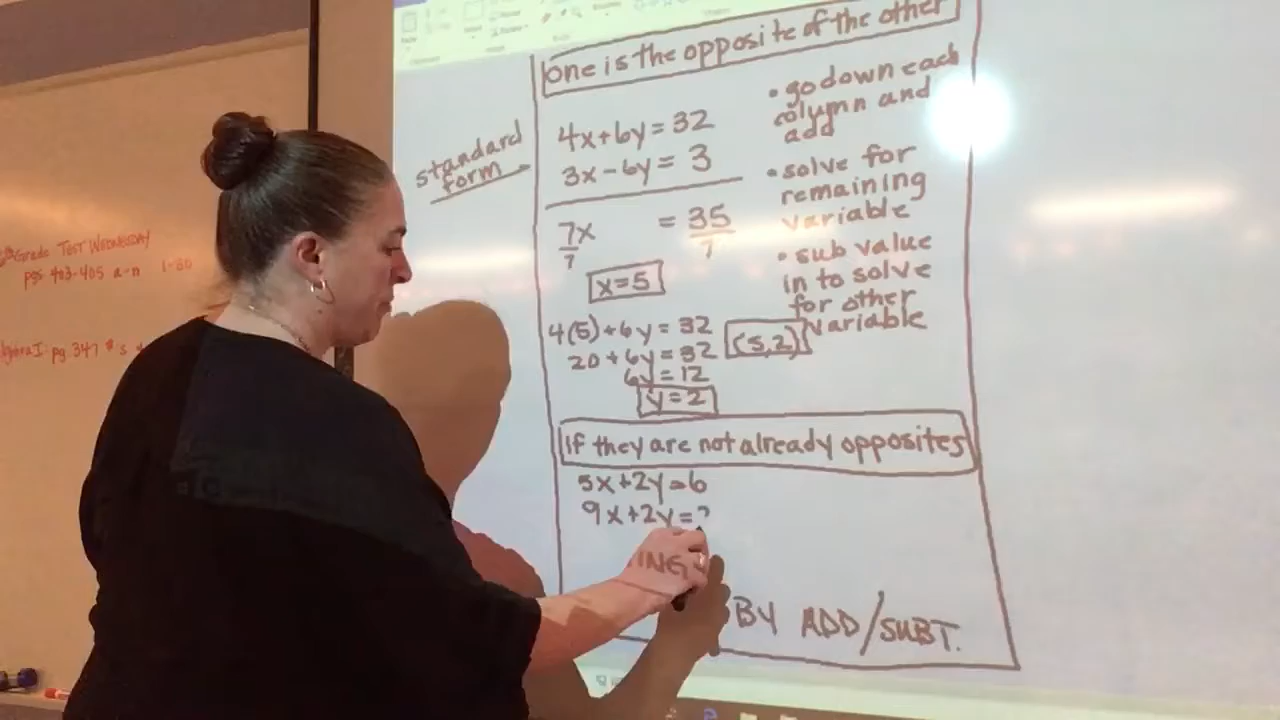 One is the opposite of the other
standard
form
4x+6y=32
3x-6y= 3
7x = 35
7 7
x=5
4(5)+6y=32
20+6y=32
6y=12
y=2
(5,2)
• go down each
column and
add
• solve for
remaining
variable
• sub value
in to solve
for other
variable
If they are not already opposites
5x+2y=6
9x+2y=
ING
BY ADD/SUBT.
Grade TEST WEDNESDAY
pgs 403-405 a-n 1-30
pg. 347